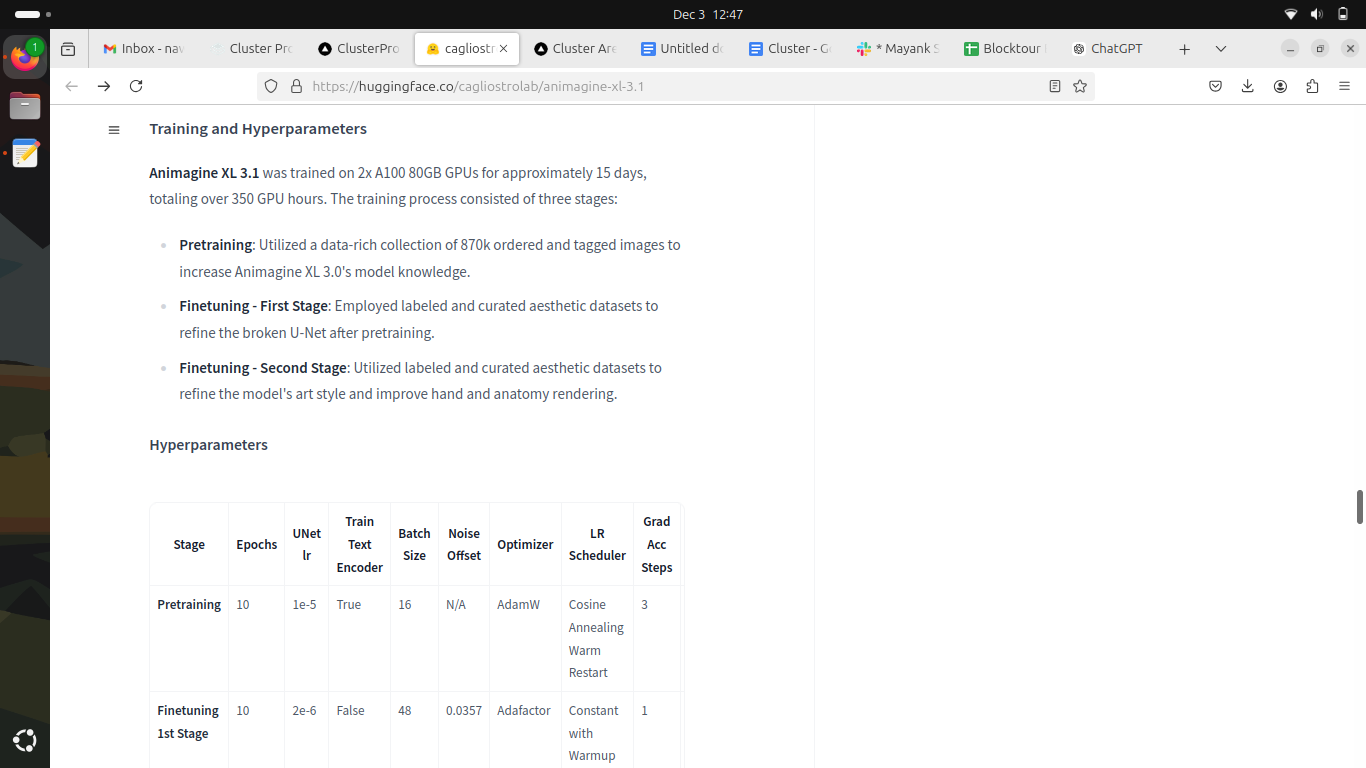 Dec 3 12:47
1
Inbox - nav
Cluster Pro
ClusterPro
cagliostr
Cluster Are
Untitled do
Cluster - Go
* Mayank S
Blocktour
ChatGPT
https://huggingface.co/cagliostrolab/animagine-xl-3.1
Training and Hyperparameters
Animagine XL 3.1 was trained on 2x A100 80GB GPUs for approximately 15 days,
totaling over 350 GPU hours. The training process consisted of three stages:
Pretraining: Utilized a data-rich collection of 870k ordered and tagged images to
increase Animagine XL 3.0's model knowledge.
Finetuning - First Stage: Employed labeled and curated aesthetic datasets to
refine the broken U-Net after pretraining.
Finetuning - Second Stage: Utilized labeled and curated aesthetic datasets to
refine the model's art style and improve hand and anatomy rendering.
Hyperparameters
Stage
Epochs
UNet
lr
Train
Text
Encoder
Batch
Size
Noise
Offset
Optimizer
LR
Scheduler
Grad
Acc
Steps
Pretraining
10
1e-5
True
16
N/A
AdamW
Cosine
Annealing
Warm
Restart
3
Finetuning
1st Stage
10
2e-6
False
48
0.0357
Adafactor
Constant
with
Warmup
1